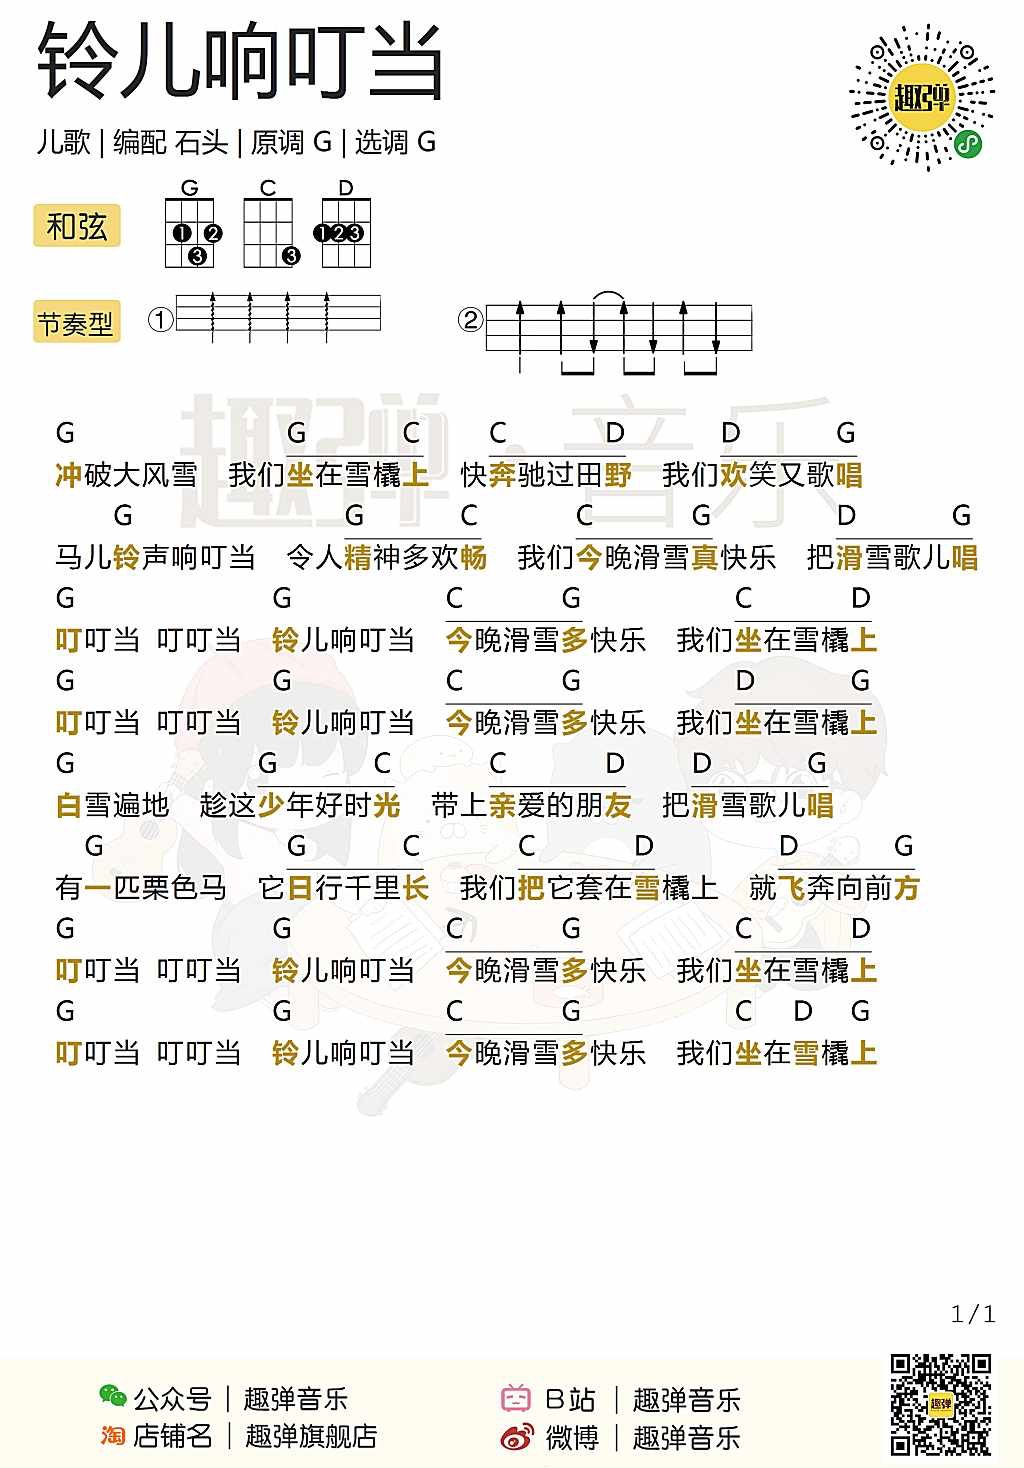 铃儿响叮当
趣弹
儿歌 | 编配 石头 | 原调 G | 选调 G
G C D
和弦
1 2 3 3 1 2 3
节奏型 ① ②
趣弹·音乐
G G C C D D G
冲破大风雪 我们坐在雪橇上 快奔驰过田野 我们欢笑又歌唱
G G C C G D G
马儿铃声响叮当 令人精神多欢畅 我们今晚滑雪真快乐 把滑雪歌儿唱
G G C G C D
叮叮当 叮叮当 铃儿响叮当 今晚滑雪多快乐 我们坐在雪橇上
G G C G D G
叮叮当 叮叮当 铃儿响叮当 今晚滑雪多快乐 我们坐在雪橇上
G G C C D D G
白雪遍地 趁这少年好时光 带上亲爱的朋友 把滑雪歌儿唱
G G C C D D G
有一匹栗色马 它日行千里长 我们把它套在雪橇上 就飞奔向前方
G G C G C D
叮叮当 叮叮当 铃儿响叮当 今晚滑雪多快乐 我们坐在雪橇上
G G C G C D G
叮叮当 叮叮当 铃儿响叮当 今晚滑雪多快乐 我们坐在雪橇上
1/1
公众号 | 趣弹音乐 B站 | 趣弹音乐
淘 店铺名 | 趣弹旗舰店 微博 | 趣弹音乐
趣弹